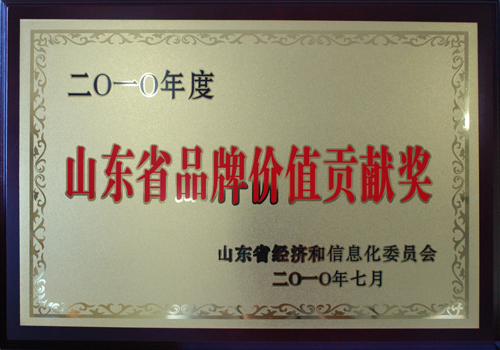 二〇一〇年度
山东省品牌价值贡献奖
山东省经济和信息化委员会
二〇一〇年七月